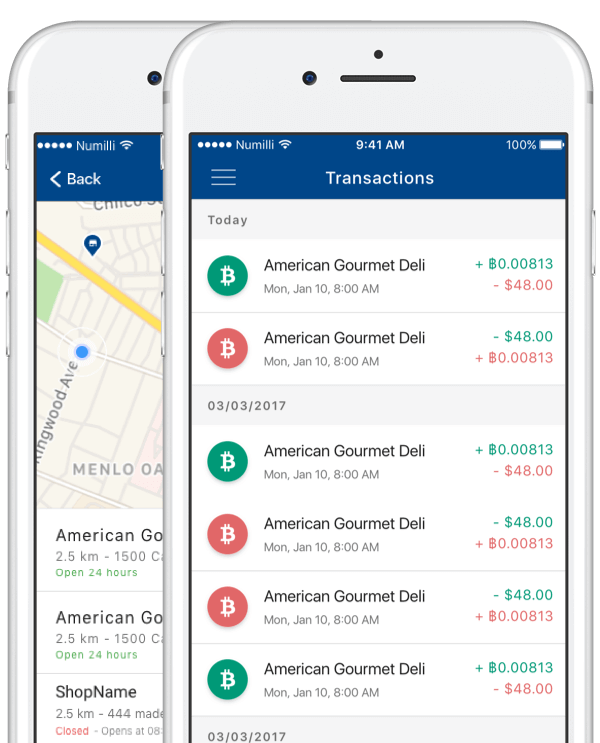 Numilli
Back
Menlo Oa
Kingwood Ave
American Go
2.5 km - 1500 Ca
Open 24 hours
American Go
2.5 km - 1500 Ca
Open 24 hours
ShopName
2.5 km - 444 made
Closed - Opens at 08:
Numilli 9:41 AM 100%
Transactions
Today
American Gourmet Deli + ฿0.00813
Mon, Jan 10, 8:00 AM - $48.00
American Gourmet Deli - $48.00
Mon, Jan 10, 8:00 AM + ฿0.00813
03/03/2017
American Gourmet Deli + ฿0.00813
Mon, Jan 10, 8:00 AM - $48.00
American Gourmet Deli - $48.00
Mon, Jan 10, 8:00 AM + ฿0.00813
American Gourmet Deli - $48.00
Mon, Jan 10, 8:00 AM + ฿0.00813
American Gourmet Deli + ฿0.00813
Mon, Jan 10, 8:00 AM - $48.00
03/03/2017